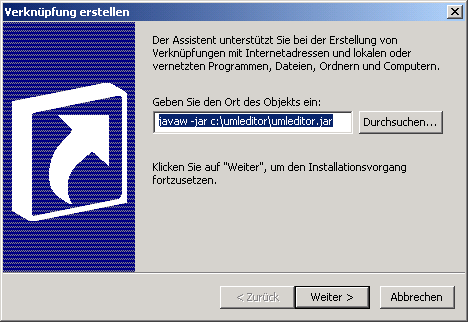 Verknüpfung erstellen
Der Assistent unterstützt Sie bei der Erstellung von
Verknüpfungen mit Internetadressen und lokalen oder
vernetzten Programmen, Dateien, Ordnern und Computern.
Geben Sie den Ort des Objekts ein:
javaw -jar c:\umleditor\umleditor.jar
Durchsuchen...
Klicken Sie auf "Weiter", um den Installationsvorgang
fortzusetzen.
< Zurück
Weiter >
Abbrechen